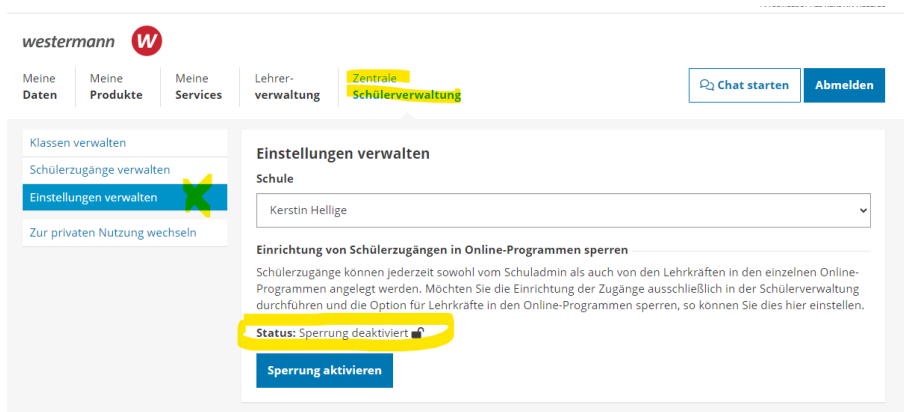 westermann W
Meine Daten
Meine Produkte
Meine Services
Lehrer-verwaltung
Zentrale Schülerverwaltung
Chat starten
Abmelden
Klassen verwalten
Schülerzugänge verwalten
Einstellungen verwalten
Zur privaten Nutzung wechseln
Einstellungen verwalten
Schule
Kerstin Hellige
Einrichtung von Schülerzugängen in Online-Programmen sperren
Schülerzugänge können jederzeit sowohl vom Schuladmin als auch von den Lehrkräften in den einzelnen Online-
Programmen angelegt werden. Möchten Sie die Einrichtung der Zugänge ausschließlich in der Schülerverwaltung
durchführen und die Option für Lehrkräfte in den Online-Programmen sperren, so können Sie dies hier einstellen.
Status: Sperrung deaktiviert
Sperrung aktivieren